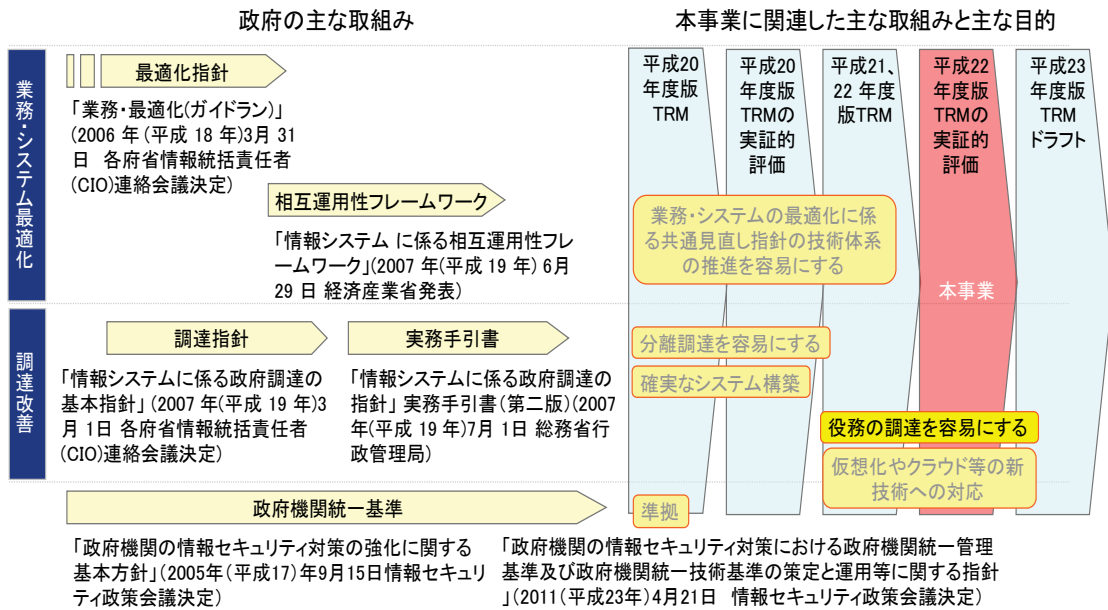 政府の主な取組み
本事業に関連した主な取組みと主な目的
業務・システム最適化
最適化指針
「業務・最適化(ガイドラン)」
(2006 年(平成 18 年)3月 31
日 各府省情報統括責任者
(CIO)連絡会議決定)
相互運用性フレームワーク
「情報システム に係る相互運用性フレ
ームワーク」(2007 年(平成 19 年) 6月
29 日 経済産業省発表)
平成20
年度版
TRM
平成20
年度版
TRMの
実証的
評価
平成21、
22 年度
版TRM
平成22
年度版
TRMの
実証的
評価
平成23
年度版
TRM
ドラフト
業務・システムの最適化に係
る共通見直し指針の技術体系
の推進を容易にする
本事業
調達改善
調達指針
「情報システムに係る政府調達の
基本指針」(2007 年(平成 19 年)3
月 1日 各府省情報統括責任者
(CIO)連絡会議決定)
実務手引書
「情報システムに係る政府調達の
指針」 実務手引書(第二版)(2007
年(平成 19 年)7月 1日 総務省行
政管理局)
分離調達を容易にする
確実なシステム構築
役務の調達を容易にする
仮想化やクラウド等の新
技術への対応
政府機関統一基準
準拠
「政府機関の情報セキュリティ対策の強化に関する
基本方針」(2005年(平成17)年9月15日情報セキュリ
ティ政策会議決定)
「政府機関の情報セキュリティ対策における政府機関統一管理
基準及び政府機関統一技術基準の策定と運用等に関する指針
」(2011(平成23年)4月21日 情報セキュリティ政策会議決定)